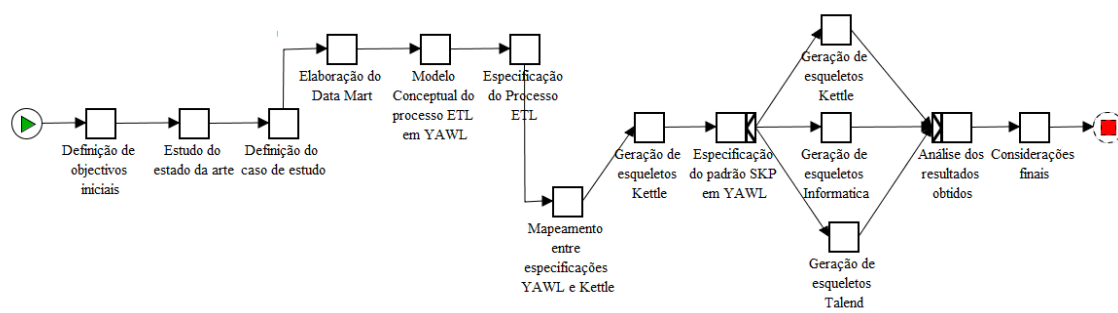 Definição de
objectivos
iniciais
Estudo do
estado da arte
Definição do
caso de estudo
Elaboração do
Data Mart
Modelo
Conceptual do
processo ETL
em YAWL
Especificação
do Processo
ETL
Mapeamento
entre
especificações
YAWL e Kettle
Geração de
esqueletos
Kettle
Especificação
do padrão SKP
em YAWL
Geração de
esqueletos
Kettle
Geração de
esqueletos
Informatica
Geração de
esqueletos
Talend
Análise dos
resultados
obtidos
Considerações
finais